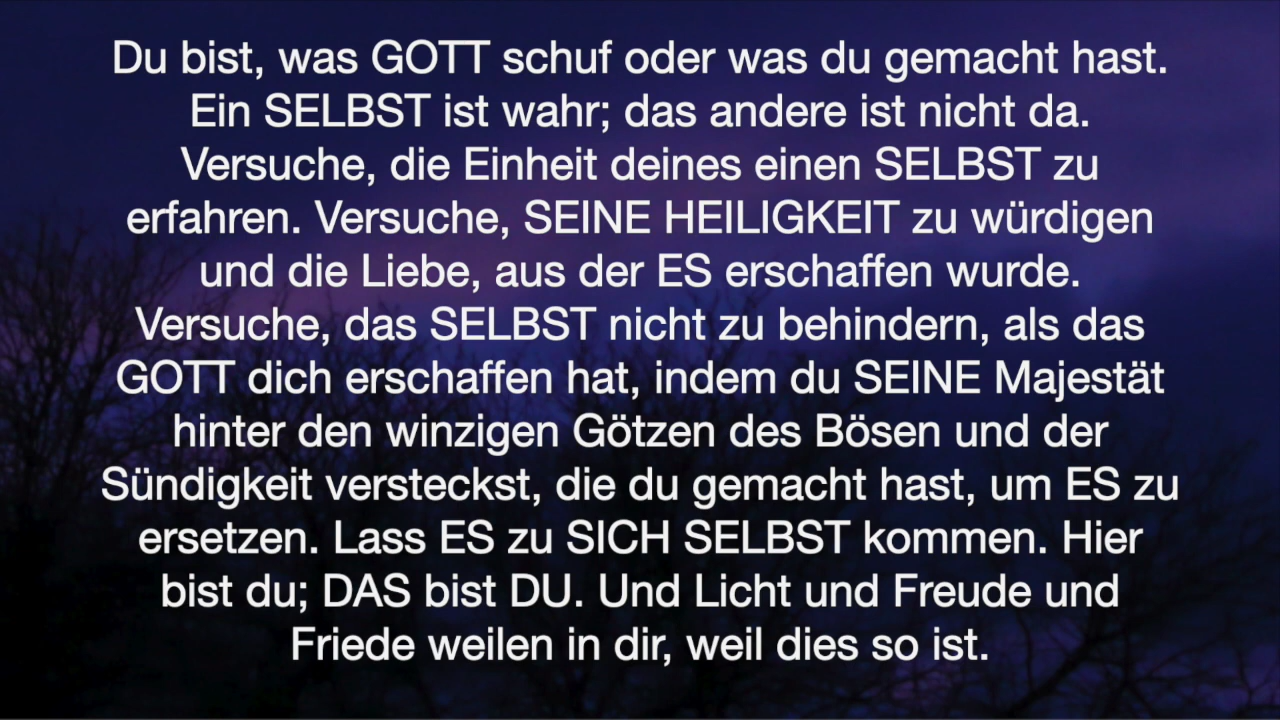 Du bist, was GOTT schuf oder was du gemacht hast.
Ein SELBST ist wahr; das andere ist nicht da.
Versuche, die Einheit deines einen SELBST zu
erfahren. Versuche, SEINE HEILIGKEIT zu würdigen
und die Liebe, aus der ES erschaffen wurde.
Versuche, das SELBST nicht zu behindern, als das
GOTT dich erschaffen hat, indem du SEINE Majestät
hinter den winzigen Götzen des Bösen und der
Sündigkeit versteckst, die du gemacht hast, um ES zu
ersetzen. Lass ES zu SICH SELBST kommen. Hier
bist du; DAS bist DU. Und Licht und Freude und
Friede weilen in dir, weil dies so ist.